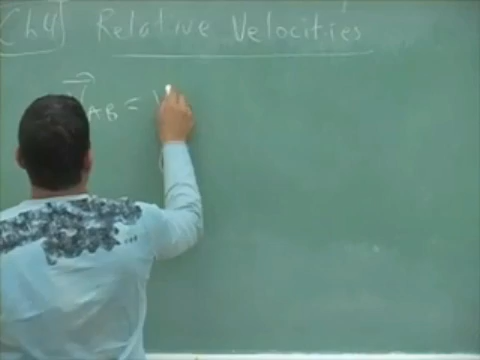 Ch4] Relative Velocities
V⃗AB = V